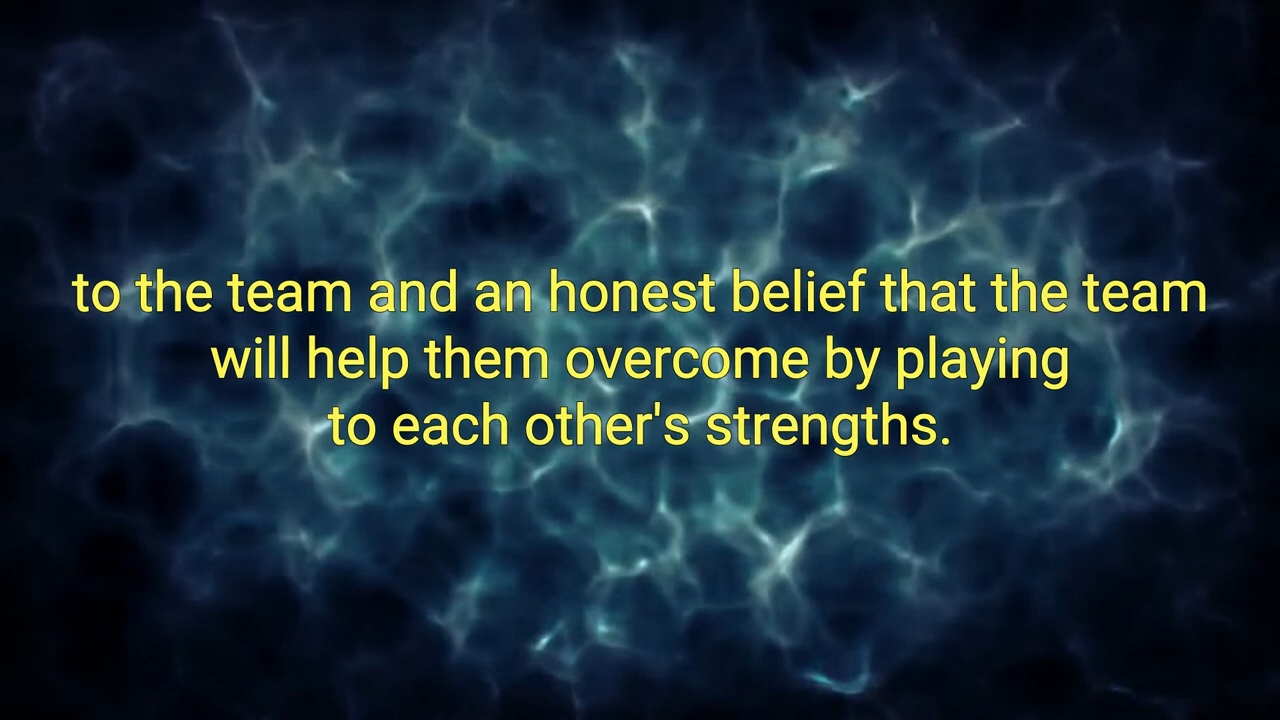 to the team and an honest belief that the team
will help them overcome by playing
to each other's strengths.